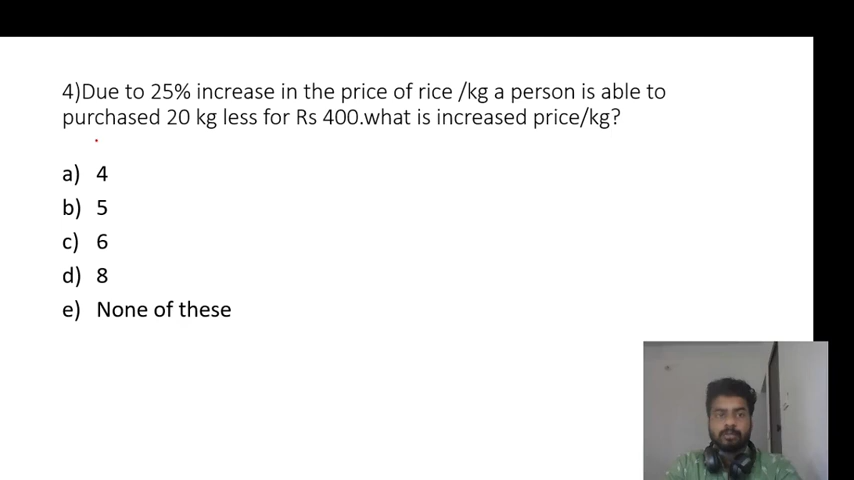 4)Due to 25% increase in the price of rice /kg a person is able to
purchased 20 kg less for Rs 400.what is increased price/kg?
a) 4
b) 5
c) 6
d) 8
e) None of these